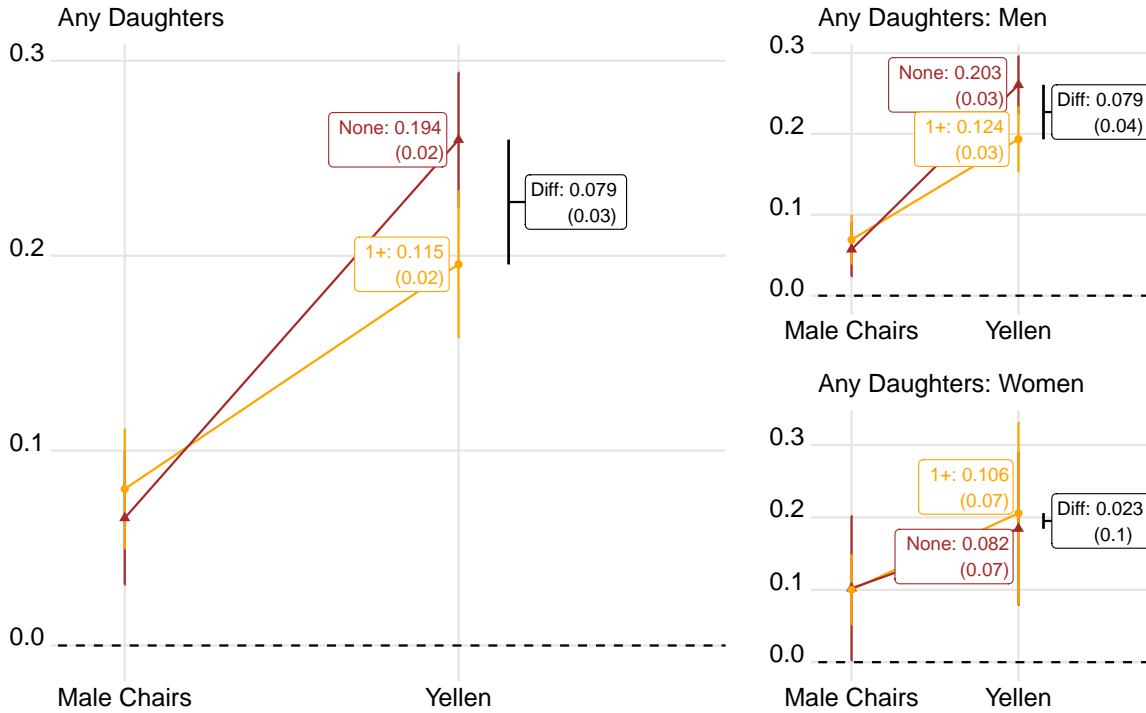 Any Daughters
0.3
0.2
0.1
0.0
None: 0.194
(0.02)
1+: 0.115
(0.02)
Diff: 0.079
(0.03)
Male Chairs
Yellen
Any Daughters: Men
0.3
0.2
0.1
0.0
None: 0.203
(0.03)
1+: 0.124
(0.03)
Diff: 0.079
(0.04)
Male Chairs
Yellen
Any Daughters: Women
0.3
0.2
0.1
0.0
1+: 0.106
(0.07)
None: 0.082
(0.07)
Diff: 0.023
(0.1)
Male Chairs
Yellen